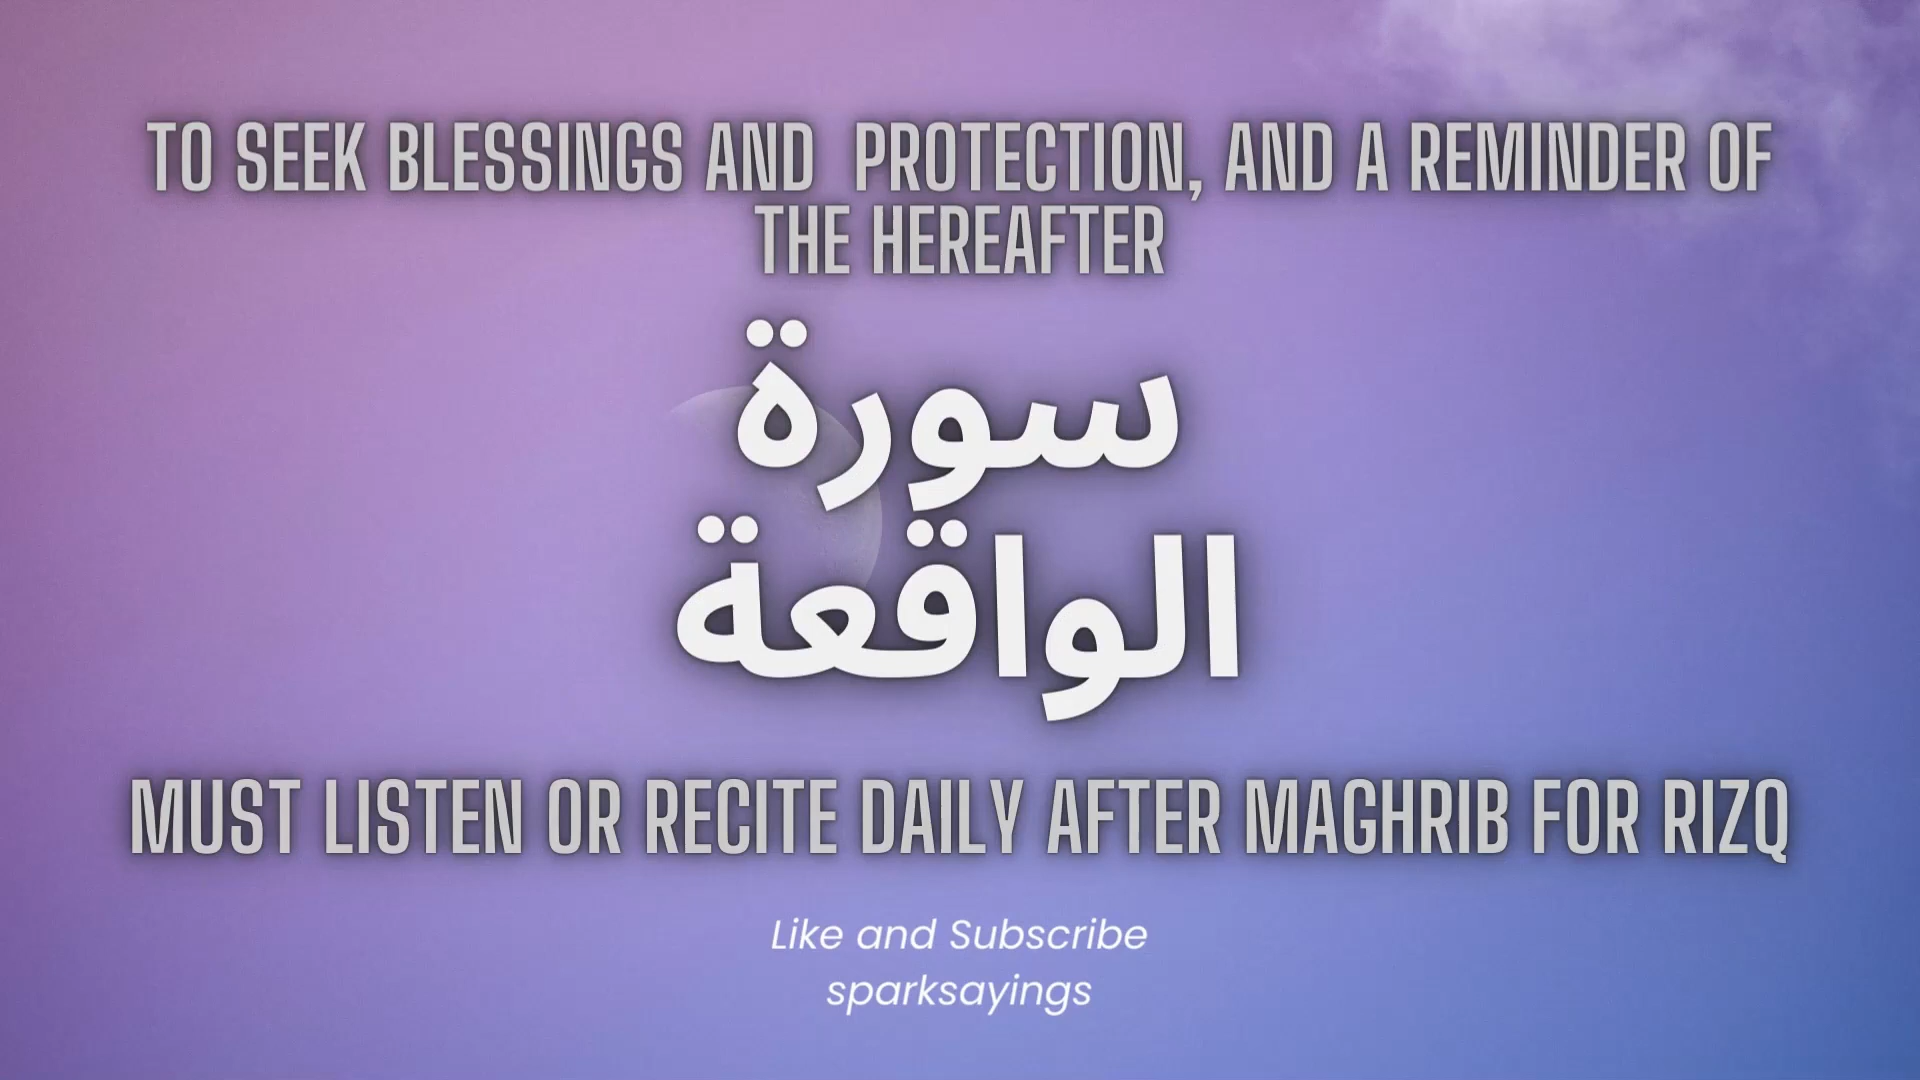 TO SEEK BLESSINGS AND PROTECTION, AND A REMINDER OF
THE HEREAFTER
سورة
الواقعة
MUST LISTEN OR RECITE DAILY AFTER MAGHRIB FOR RIZQ
Like and Subscribe
sparksayings